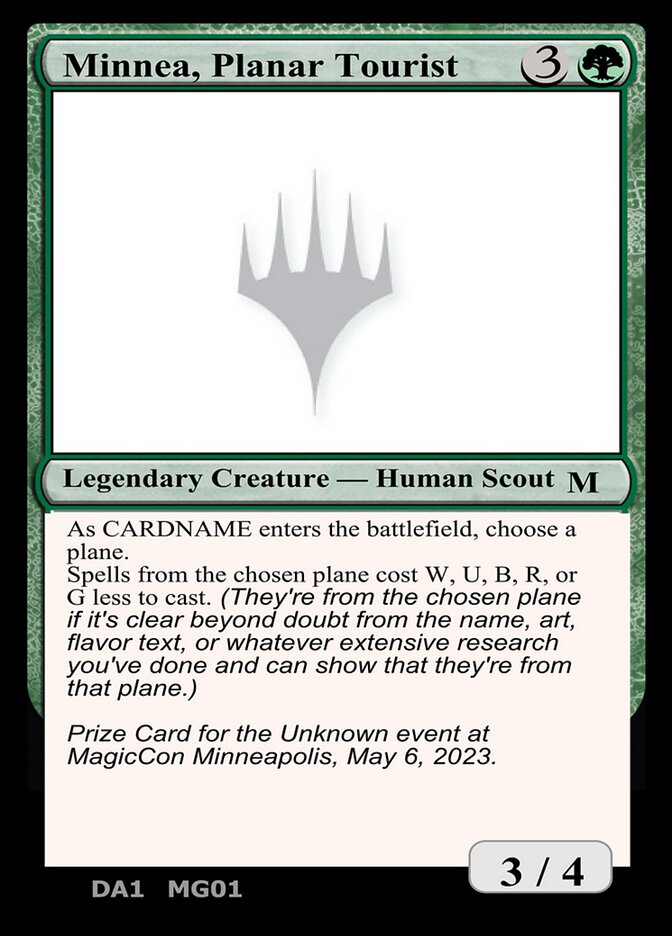 Minnea, Planar Tourist 3
Legendary Creature — Human Scout M
As CARDNAME enters the battlefield, choose a
plane.
Spells from the chosen plane cost W, U, B, R, or
G less to cast. (They're from the chosen plane
if it's clear beyond doubt from the name, art,
flavor text, or whatever extensive research
you've done and can show that they're from
that plane.)
Prize Card for the Unknown event at
MagicCon Minneapolis, May 6, 2023.
3 / 4
DA1 MG01